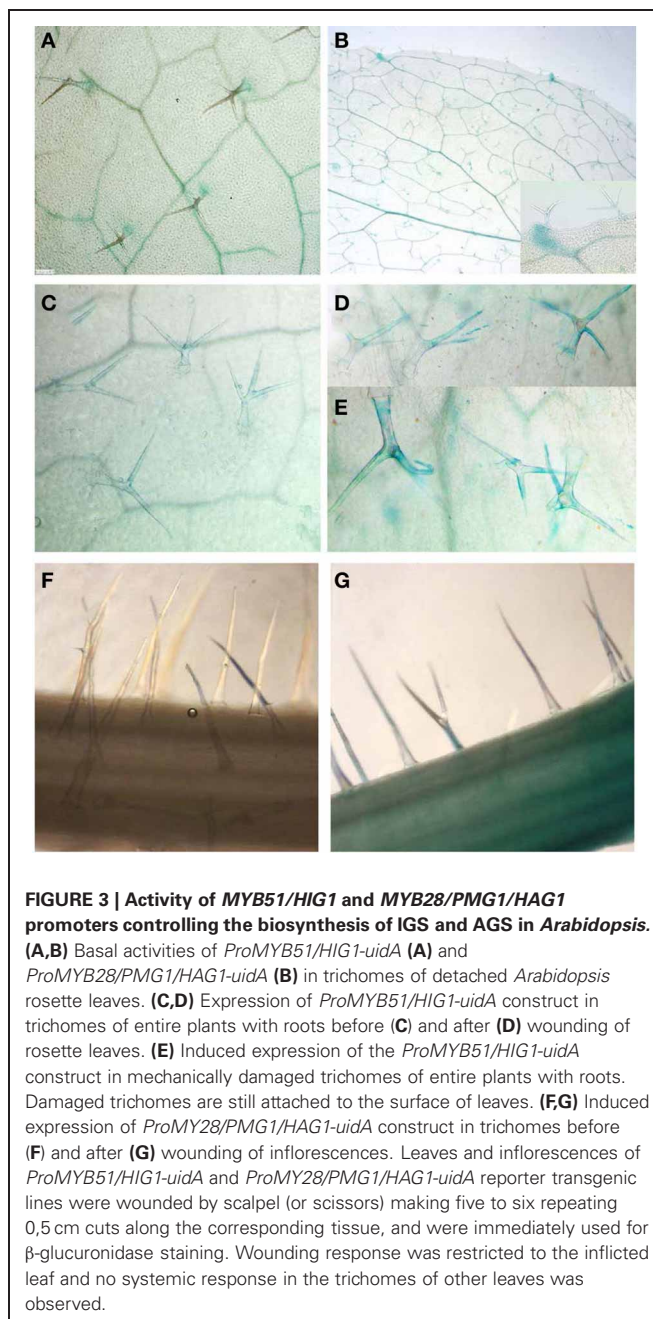 A
B
C
D
E
F
G
FIGURE 3 | Activity of MYB51/HIG1 and MYB28/PMG1/HAG1
promoters controlling the biosynthesis of IGS and AGS in Arabidopsis.
(A,B) Basal activities of ProMYB51/HIG1-uidA (A) and
ProMYB28/PMG1/HAG1-uidA (B) in trichomes of detached Arabidopsis
rosette leaves. (C,D) Expression of ProMYB51/HIG1-uidA construct in
trichomes of entire plants with roots before (C) and after (D) wounding of
rosette leaves. (E) Induced expression of the ProMYB51/HIG1-uidA
construct in mechanically damaged trichomes of entire plants with roots.
Damaged trichomes are still attached to the surface of leaves. (F,G) Induced
expression of ProMY28/PMG1/HAG1-uidA construct in trichomes before
(F) and after (G) wounding of inflorescences. Leaves and inflorescences of
ProMYB51/HIG1-uidA and ProMY28/PMG1/HAG1-uidA reporter transgenic
lines were wounded by scalpel (or scissors) making five to six repeating
0,5 cm cuts along the corresponding tissue, and were immediately used for
β-glucuronidase staining. Wounding response was restricted to the inflicted
leaf and no systemic response in the trichomes of other leaves was
observed.